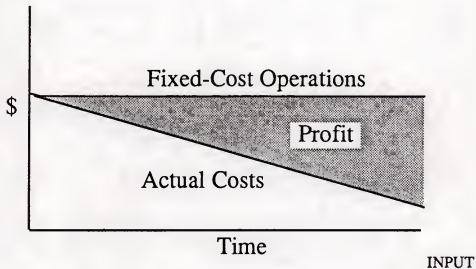 Fixed-Cost Operations
$
Profit
Actual Costs
Time
INPUT